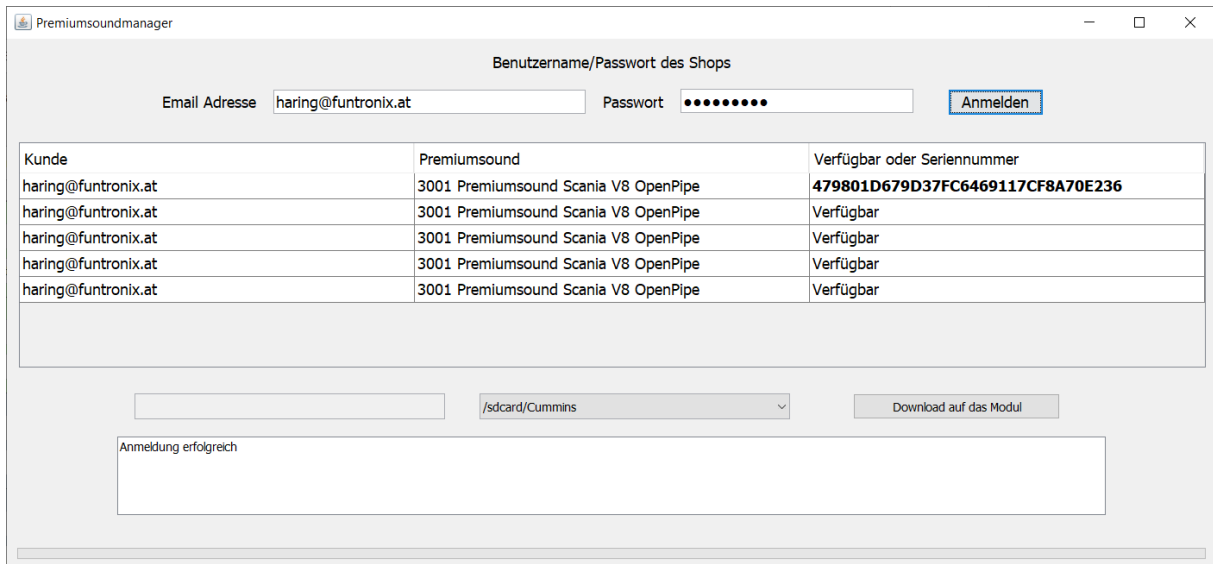 Premiumsoundmanager
Benutzername/Passwort des Shops
Email Adresse haring@funtronix.at Passwort ●●●●●●●●● Anmelden
Kunde Premiumsound Verfügbar oder Seriennummer
haring@funtronix.at 3001 Premiumsound Scania V8 OpenPipe 479801D679D37FC6469117CF8A70E236
haring@funtronix.at 3001 Premiumsound Scania V8 OpenPipe Verfügbar
haring@funtronix.at 3001 Premiumsound Scania V8 OpenPipe Verfügbar
haring@funtronix.at 3001 Premiumsound Scania V8 OpenPipe Verfügbar
haring@funtronix.at 3001 Premiumsound Scania V8 OpenPipe Verfügbar
/sdcard/Cummins Download auf das Modul
Anmeldung erfolgreich